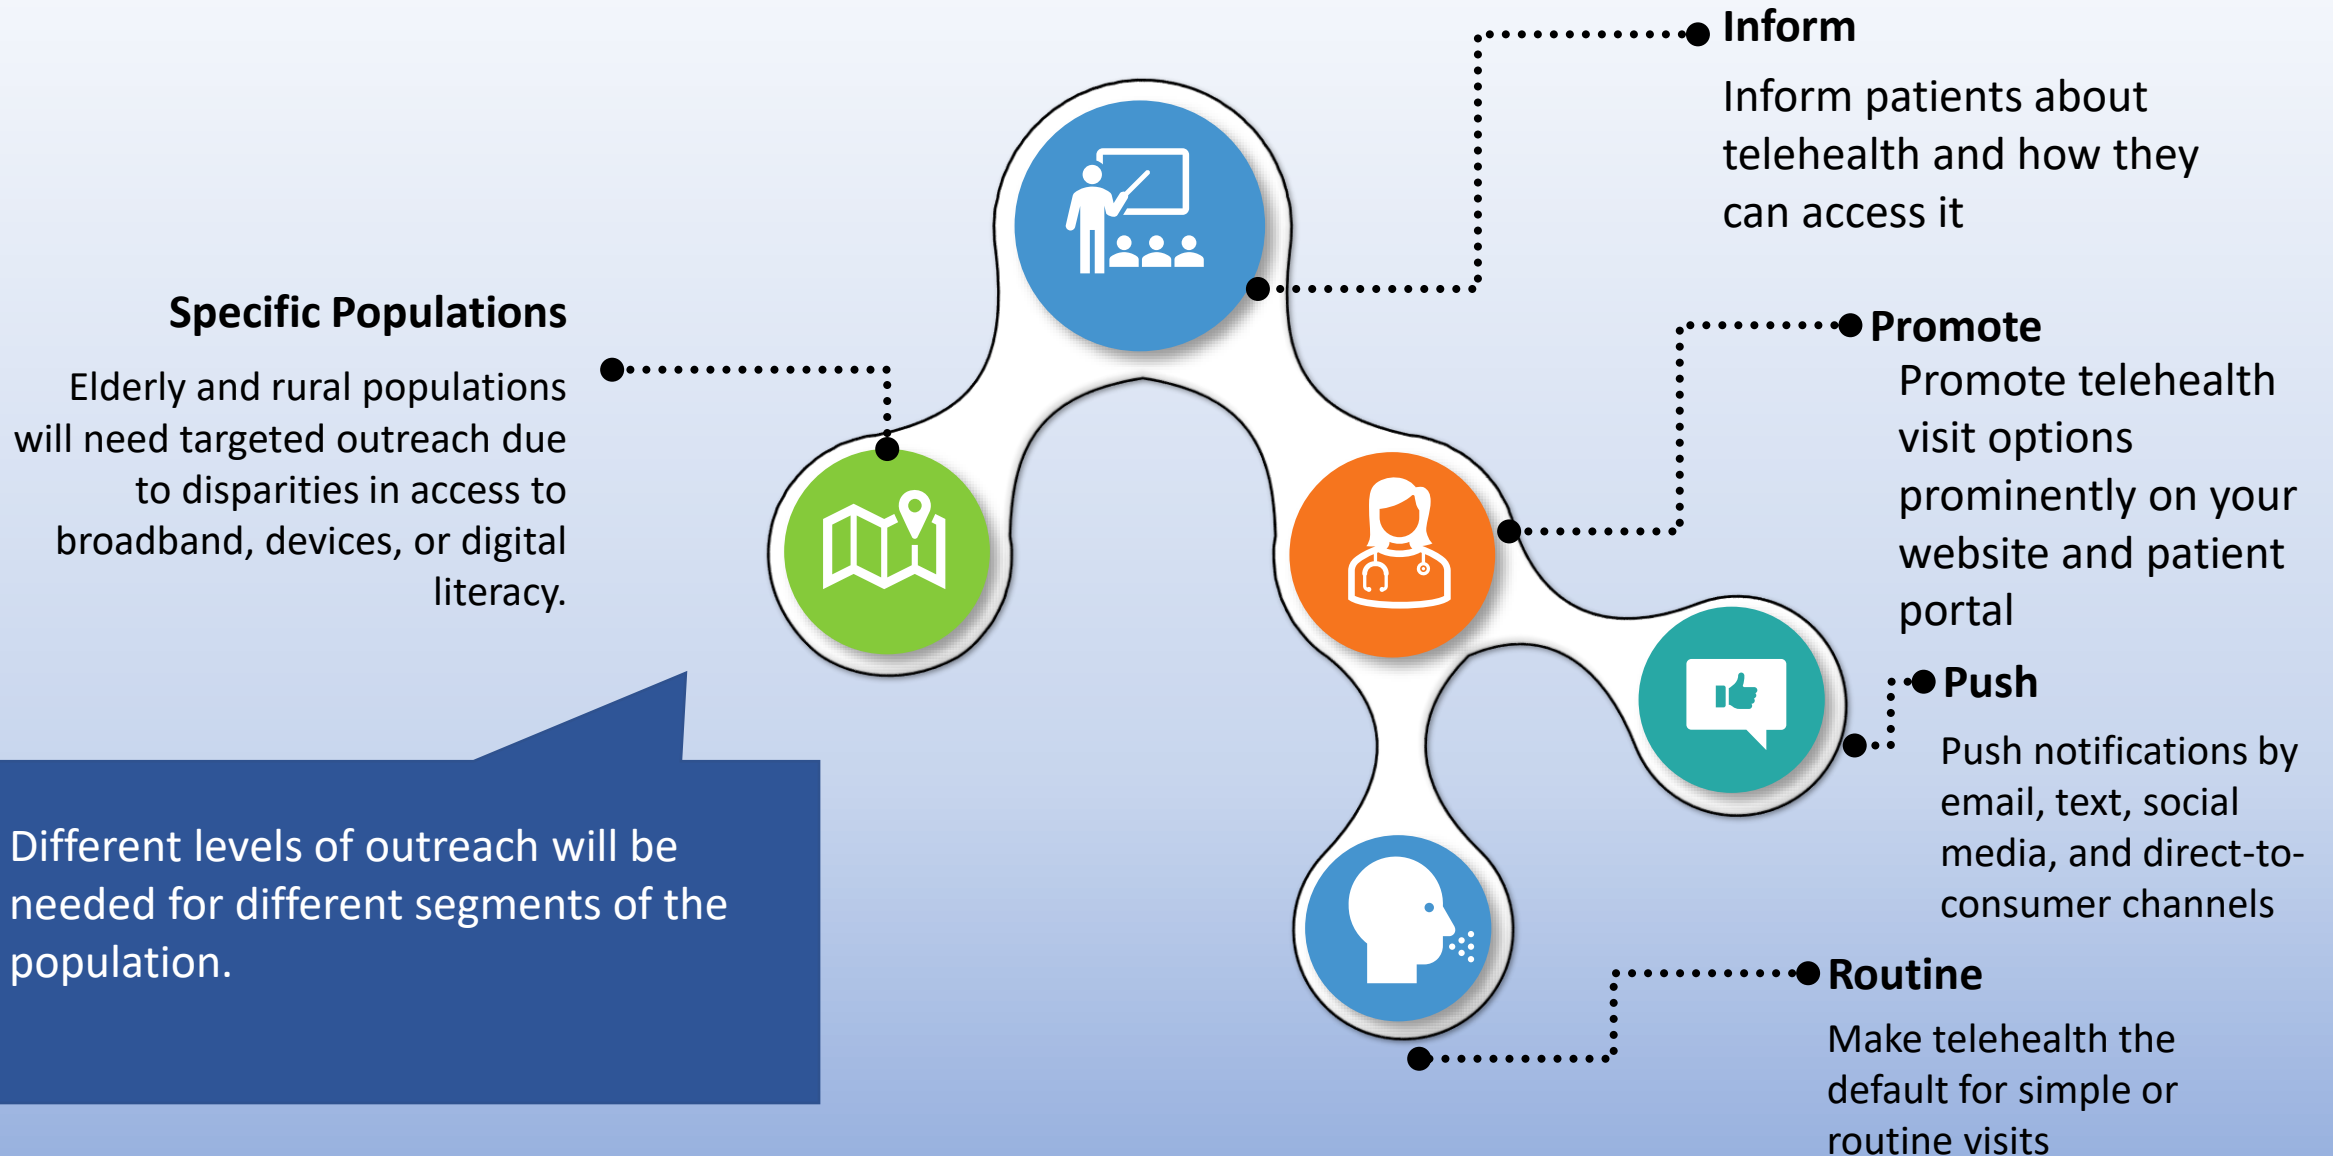 Inform
Inform patients about
telehealth and how they
can access it
Specific Populations
Elderly and rural populations
will need targeted outreach due
to disparities in access to
broadband, devices, or digital
literacy.
Promote
Promote telehealth
visit options
prominently on your
website and patient
portal
Push
Push notifications by
email, text, social
media, and direct-to-
consumer channels
Different levels of outreach will be
needed for different segments of the
population.
Routine
Make telehealth the
default for simple or
routine visits